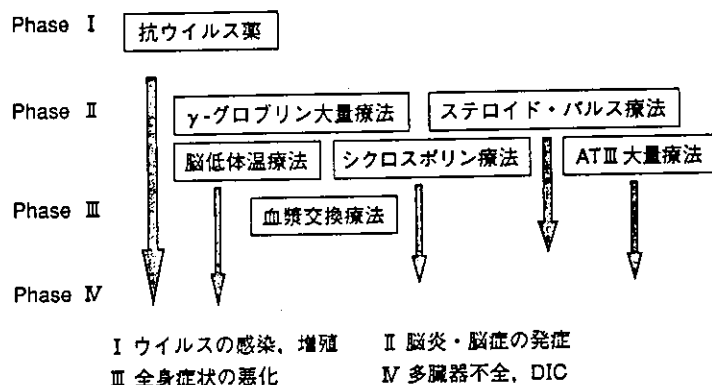 Phase Ⅰ 抗ウイルス薬
Phase Ⅱ γ-グロブリン大量療法 ステロイド・パルス療法
脳低体温療法 シクロスポリン療法 ATⅢ大量療法
Phase Ⅲ 血漿交換療法
Phase Ⅳ
Ⅰ ウイルスの感染，増殖 Ⅱ 脳炎・脳症の発症
Ⅲ 全身症状の悪化 Ⅳ 多臓器不全，DIC